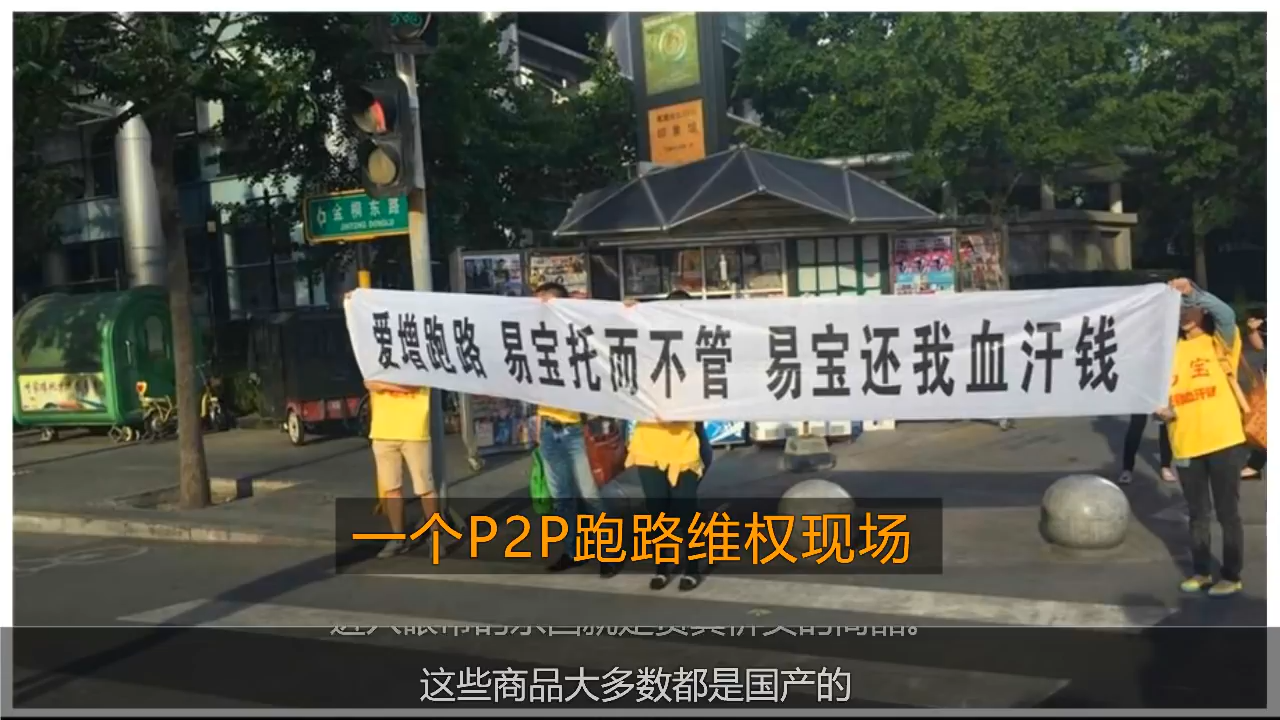 金桐东路
JINTONG DONGLU
爱增跑路 易宝托而不管 易宝还我血汗钱
宝
一个P2P跑路维权现场
这些商品大多数都是国产的